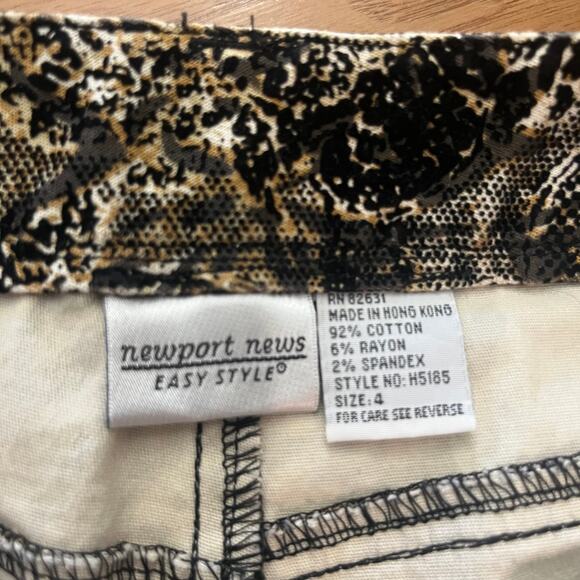 newport news
EASY STYLE®
RN 82631
MADE IN HONG KONG
92% COTTON
6% RAYON
2% SPANDEX
STYLE NO: H5185
SIZE: 4
FOR CARE SEE REVERSE